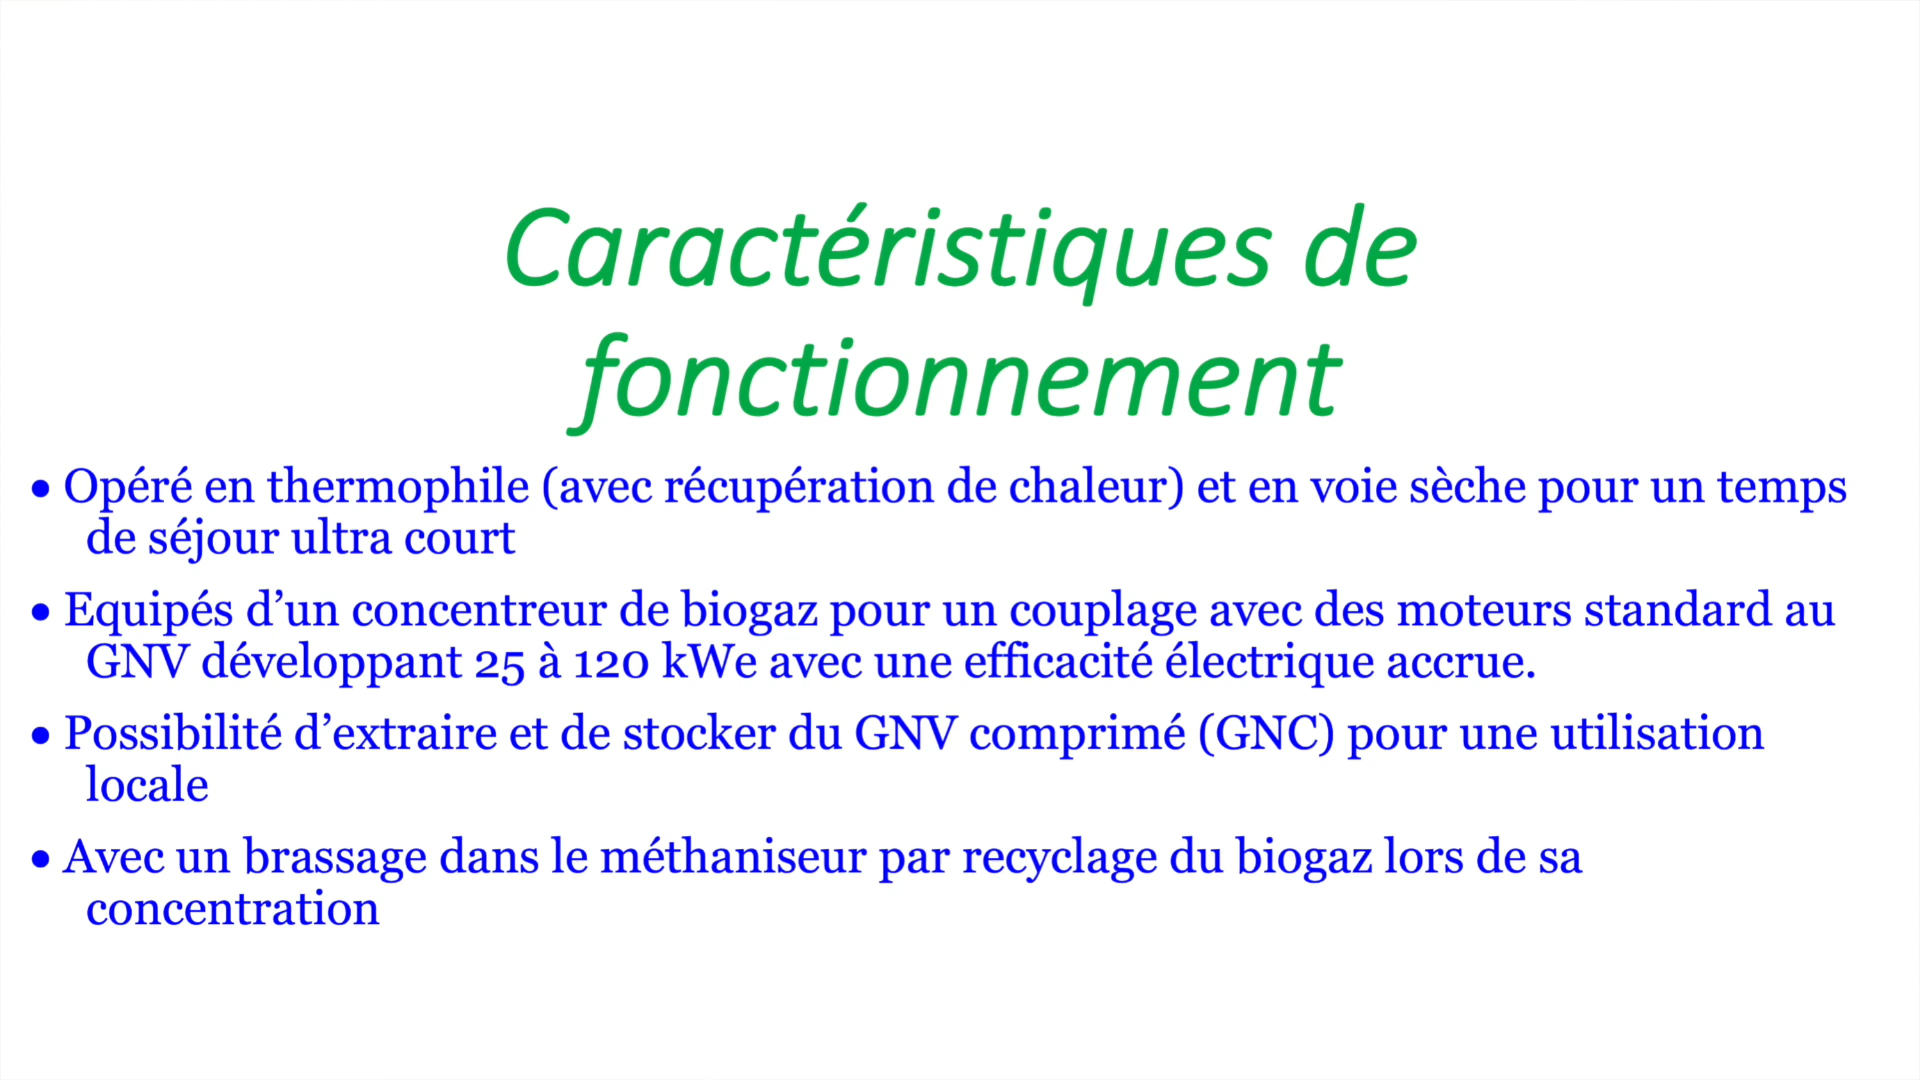 Caractéristiques de
fonctionnement
• Opéré en thermophile (avec récupération de chaleur) et en voie sèche pour un temps
de séjour ultra court
• Equipés d’un concentreur de biogaz pour un couplage avec des moteurs standard au
GNV développant 25 à 120 kWe avec une efficacité électrique accrue.
• Possibilité d’extraire et de stocker du GNV comprimé (GNC) pour une utilisation
locale
• Avec un brassage dans le méthaniseur par recyclage du biogaz lors de sa
concentration